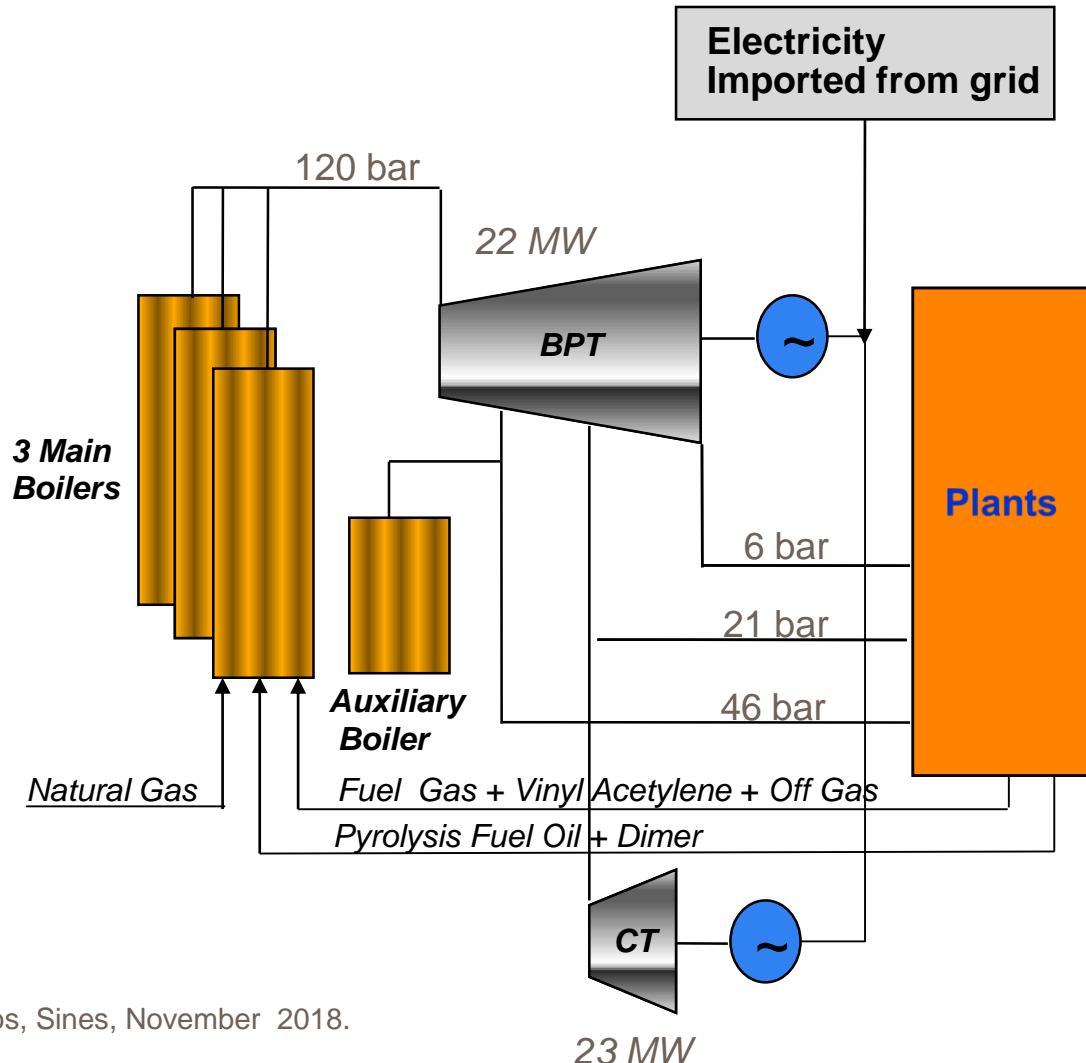 Electricity
Imported from grid
120 bar
22 MW
BPT
~
3 Main
Boilers
Plants
6 bar
21 bar
46 bar
Auxiliary
Boiler
Natural Gas
Fuel Gas + Vinyl Acetylene + Off Gas
Pyrolysis Fuel Oil + Dimer
CT
~
Sines, November 2018.
23 MW